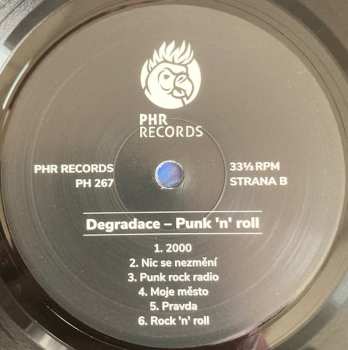 PHR
RECORDS
PHR RECORDS
PH 267
33⅓ RPM
STRANA B
Degradace – Punk 'n' roll
1. 2000
2. Nic se nezmění
3. Punk rock radio
4. Moje město
5. Pravda
6. Rock 'n' roll